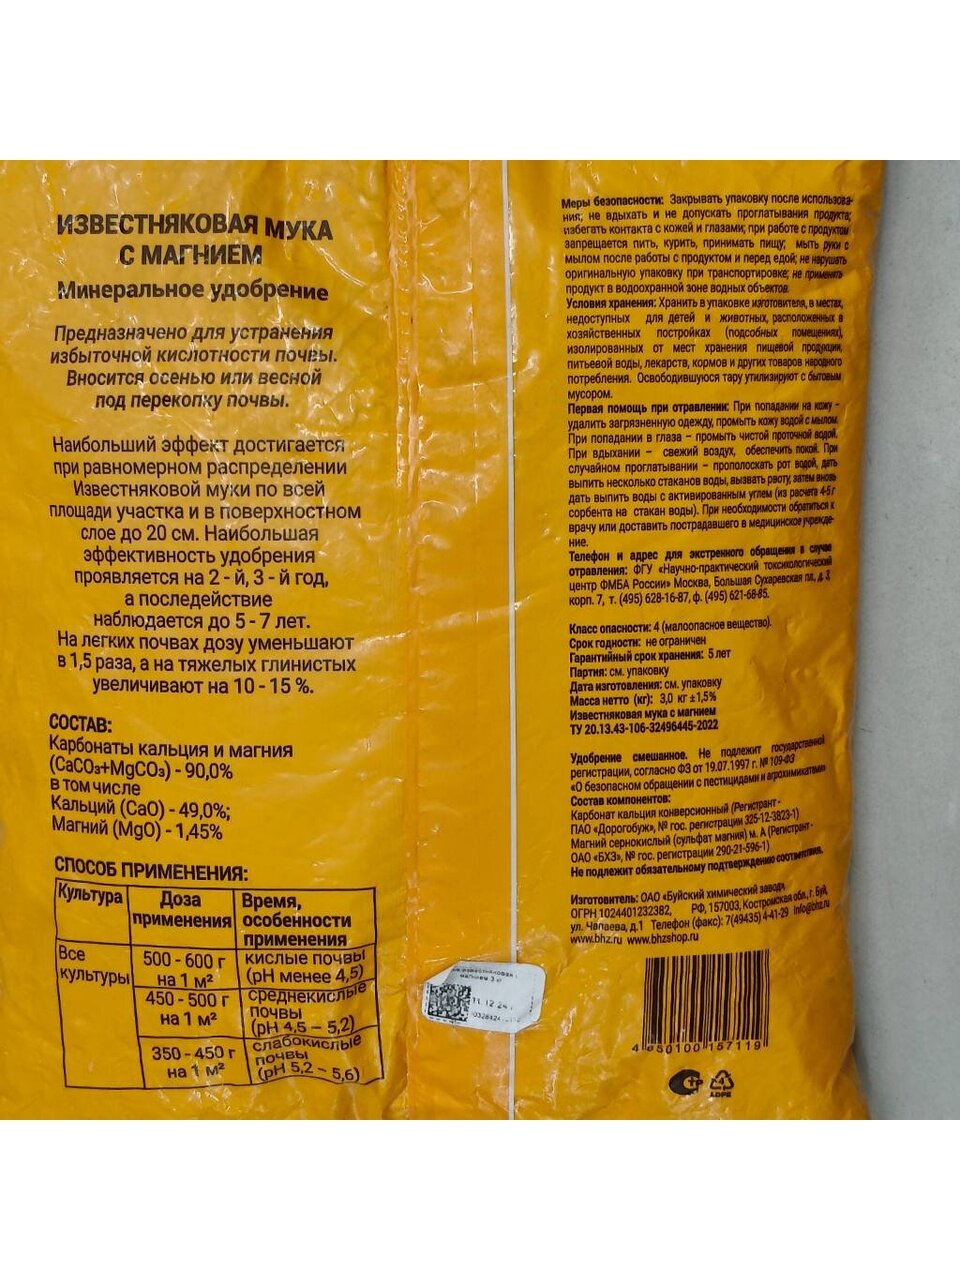 ИЗВЕСТНЯКОВАЯ МУКА
С МАГНИЕМ
Минеральное удобрение
Предназначено для устранения
избыточной кислотности почвы.
Вносится осенью или весной
под перекопку почвы.
Наибольший эффект достигается
при равномерном распределении
Известняковой муки по всей
площади участка и в поверхностном
слое до 20 см. Наибольшая
эффективность удобрения
проявляется на 2 - й, 3 - й год,
а последействие
наблюдается до 5 - 7 лет.
На легких почвах дозу уменьшают
в 1,5 раза, а на тяжелых глинистых
увеличивают на 10 - 15 %.
СОСТАВ:
Карбонаты кальция и магния
(CaCO₃+MgCO₃) - 90,0%
в том числе
Кальций (CaO) - 49,0%;
Магний (MgO) - 1,45%
СПОСОБ ПРИМЕНЕНИЯ:
Культура Доза применения Время, особенности применения
Все культуры 500 - 600 г на 1 м² кислые почвы (pH менее 4,5)
450 - 500 г на 1 м² среднекислые почвы (pH 4,5 – 5,2)
350 - 450 г на 1 м² слабокислые почвы (pH 5,2 – 5,6)
Меры безопасности: Закрывать упаковку после использова-
ния; не вдыхать и не допускать проглатывания продукта;
избегать контакта с кожей и глазами; при работе с продуктом
запрещается пить, курить, принимать пищу; мыть руки с
мылом после работы с продуктом и перед едой; не нарушать
оригинальную упаковку при транспортировке; не применять
продукт в водоохранной зоне водных объектов.
Условия хранения: Хранить в упаковке изготовителя, в местах,
недоступных для детей и животных, расположенных в
хозяйственных постройках (подсобных помещениях),
изолированных от мест хранения пищевой продукции,
питьевой воды, лекарств, кормов и других товаров народного
потребления. Освободившуюся тару утилизируют с бытовым
мусором.
Первая помощь при отравлении: При попадании на кожу –
удалить загрязненную одежду, промыть кожу водой с мылом.
При попадании в глаза – промыть чистой проточной водой.
При вдыхании – свежий воздух, обеспечить покой. При
случайном проглатывании – прополоскать рот водой, дать
выпить несколько стаканов воды, вызвать рвоту, затем вновь
дать выпить воды с активированным углем (из расчета 4-5 г
сорбента на стакан воды). При необходимости обратиться к
врачу или доставить пострадавшего в медицинское учрежде-
ние.
Телефон и адрес для экстренного обращения в случае
отравления: ФГУ «Научно-практический токсикологический
центр ФМБА России» Москва, Большая Сухаревская пл., д. 3,
корп. 7, т. (495) 628-16-87, ф. (495) 621-68-85.
Класс опасности: 4 (малоопасное вещество).
Срок годности: не ограничен
Гарантийный срок хранения: 5 лет
Партия: см. упаковку
Дата изготовления: см. упаковку
Масса нетто (кг): 3,0 кг ±1,5%
Известняковая мука с магнием
ТУ 20.13.43-106-32496445-2022
Удобрение смешанное. Не подлежит государственной
регистрации, согласно ФЗ от 19.07.1997 г. № 109-ФЗ
«О безопасном обращении с пестицидами и агрохимикатами»
Состав компонентов:
Карбонат кальция конверсионный (Регистрант -
ПАО «Дорогобуж», № гос. регистрации 325-12-3823-1)
Магний сернокислый (сульфат магния) м. А (Регистрант -
ОАО «БХЗ», № гос. регистрации 290-21-596-1)
Не подлежит обязательному подтверждению соответствия.
Изготовитель: ОАО «Буйский химический завод»,
ОГРН 1024401232382, РФ, 157003, Костромская обл., г. Буй,
ул. Чапаева, д.1 Телефон (факс): 7(49435) 4-41-29 info@bhz.ru
www.bhz.ru www.bhzshop.ru
известняковая
магнием 3 кг
11.12.24
4 650100 157119
СТР
4
LDPE